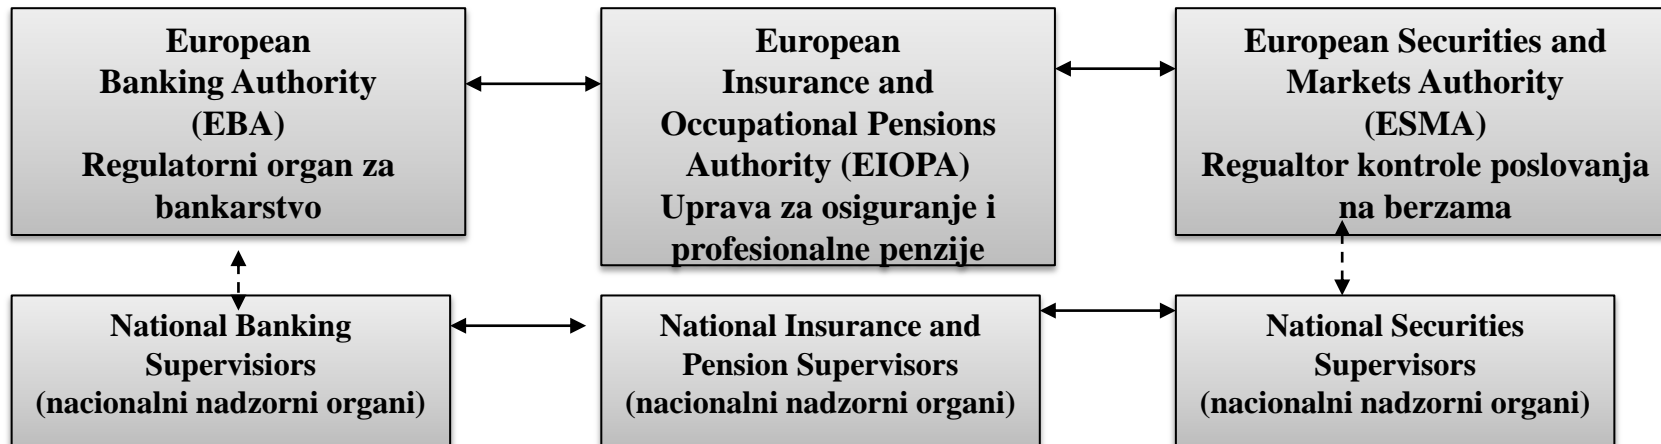 European
Banking Authority
(EBA)
Regulatorni organ za
bankarstvo
European
Insurance and
Occupational Pensions
Authority (EIOPA)
Uprava za osiguranje i
profesionalne penzije
European Securities and
Markets Authority
(ESMA)
Regualtor kontrole poslovanja
na berzama
National Banking
Supervisiors
(nacionalni nadzorni organi)
National Insurance and
Pension Supervisors
(nacionalni nadzorni organi)
National Securities
Supervisors
(nacionalni nadzorni organi)